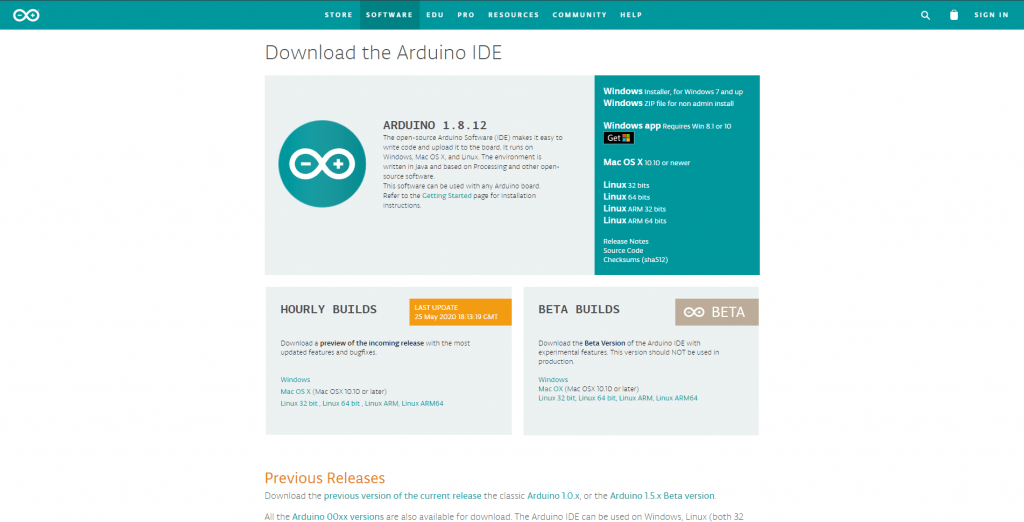 STORE SOFTWARE EDU PRO RESOURCES COMMUNITY HELP SIGN IN
Download the Arduino IDE
ARDUINO 1.8.12
The open-source Arduino Software (IDE) makes it easy to
write code and upload it to the board. It runs on
Windows, Mac OS X, and Linux. The environment is
written in Java and based on Processing and other open-
source software.
This software can be used with any Arduino board.
Refer to the Getting Started page for Installation
instructions.
Windows Installer, for Windows 7 and up
Windows ZIP file for non admin install
Windows app Requires Win 8.1 or 10
Get
Mac OS X 10.10 or newer
Linux 32 bits
Linux 64 bits
Linux ARM 32 bits
Linux ARM 64 bits
Release Notes
Source Code
Checksums (sha512)
HOURLY BUILDS
LAST UPDATE
25 May 2020 18:13:19 GMT
Download a preview of the incoming release with the most
updated features and bugfixes.
Windows
Mac OS X (Mac OSX 10.10 or later)
Linux 32 bit , Linux 64 bit , Linux ARM, Linux ARM64
BETA BUILDS
BETA
Download the Beta Version of the Arduino IDE with
experimental features. This version should NOT be used in
production.
Windows
Mac OX (Mac OSX 10.10 or later)
Linux 32 bit, Linux 64 bit, Linux ARM, Linux ARM64
Previous Releases
Download the previous version of the current release the classic Arduino 1.0.x, or the Arduino 1.5.x Beta version.
All the Arduino 00xx versions are also available for download. The Arduino IDE can be used on Windows, Linux (both 32